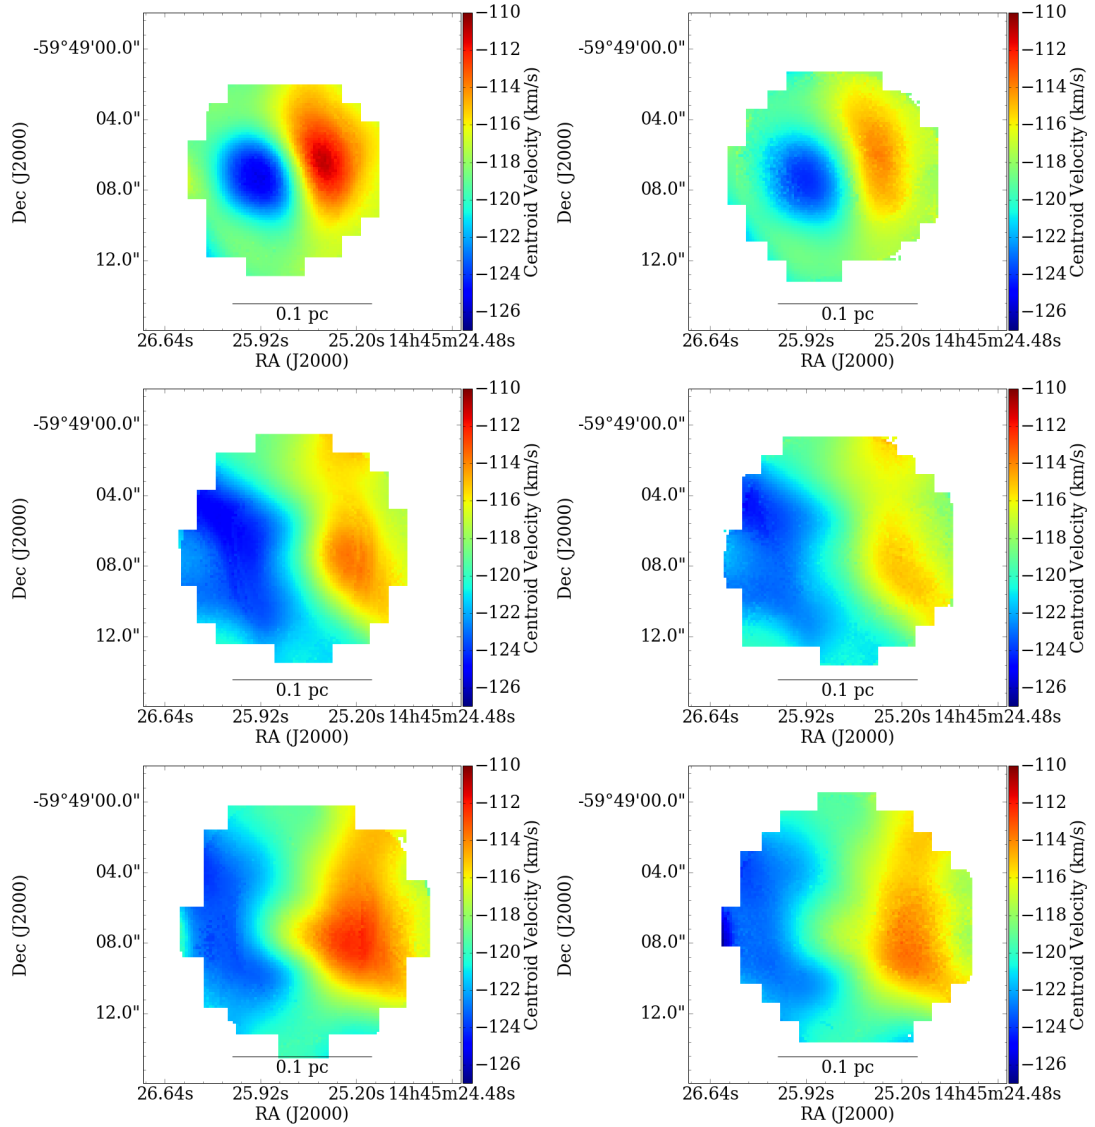 -59°49'00.0"
04.0"
08.0"
12.0"
Dec (J2000)
0.1 pc
26.64s 25.92s 25.20s 14h45m24.48s
RA (J2000)
−110
−112
−114
−116
−118
−120
−122
−124
−126
Centroid Velocity (km/s)
-59°49'00.0"
04.0"
08.0"
12.0"
Dec (J2000)
0.1 pc
26.64s 25.92s 25.20s 14h45m24.48s
RA (J2000)
−110
−112
−114
−116
−118
−120
−122
−124
−126
Centroid Velocity (km/s)
-59°49'00.0"
04.0"
08.0"
12.0"
Dec (J2000)
0.1 pc
26.64s 25.92s 25.20s 14h45m24.48s
RA (J2000)
−110
−112
−114
−116
−118
−120
−122
−124
−126
Centroid Velocity (km/s)
-59°49'00.0"
04.0"
08.0"
12.0"
Dec (J2000)
0.1 pc
26.64s 25.92s 25.20s 14h45m24.48s
RA (J2000)
−110
−112
−114
−116
−118
−120
−122
−124
−126
Centroid Velocity (km/s)
-59°49'00.0"
04.0"
08.0"
12.0"
Dec (J2000)
0.1 pc
26.64s 25.92s 25.20s 14h45m24.48s
RA (J2000)
−110
−112
−114
−116
−118
−120
−122
−124
−126
Centroid Velocity (km/s)
-59°49'00.0"
04.0"
08.0"
12.0"
Dec (J2000)
0.1 pc
26.64s 25.92s 25.20s 14h45m24.48s
RA (J2000)
−110
−112
−114
−116
−118
−120
−122
−124
−126
Centroid Velocity (km/s)